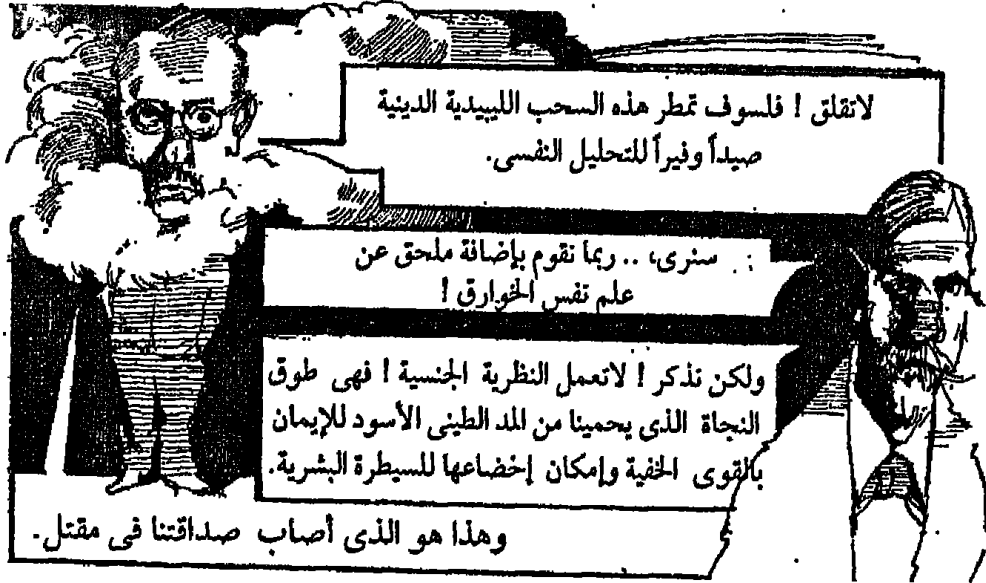 لاتقلق ! فلسوف تمطر هذه السحب الليبيدية الدينية
صيداً وفيراً للتحليل النفسى.
سنرى، .. ربما نقوم بإضافة ملحق عن
علم نفس الخوارق !
ولكن تذكر ! لاتهمل النظرية الجنسية ! فهى طوق
النجاة الذى يحمينا من المد الطينى الأسود للإيمان
بالقوى الخفية وإمكان إخضاعها للسيطرة البشرية.
وهذا هو الذى أصاب صداقتنا فى مقتل.